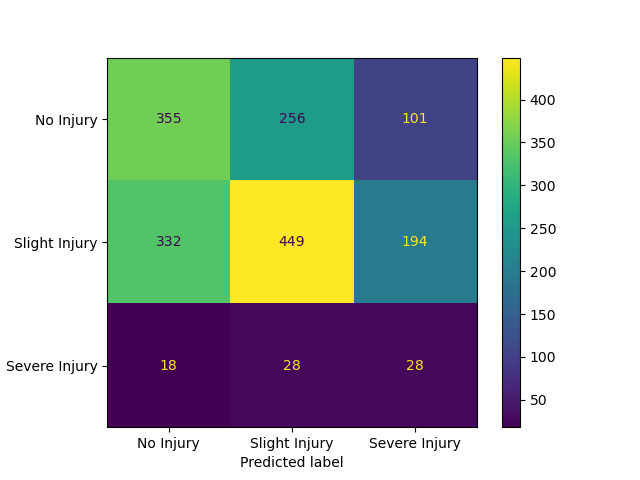 No Injury 355 256 101
Slight Injury 332 449 194
Severe Injury 18 28 28
No Injury Slight Injury Severe Injury
Predicted label
400
350
300
250
200
150
100
50